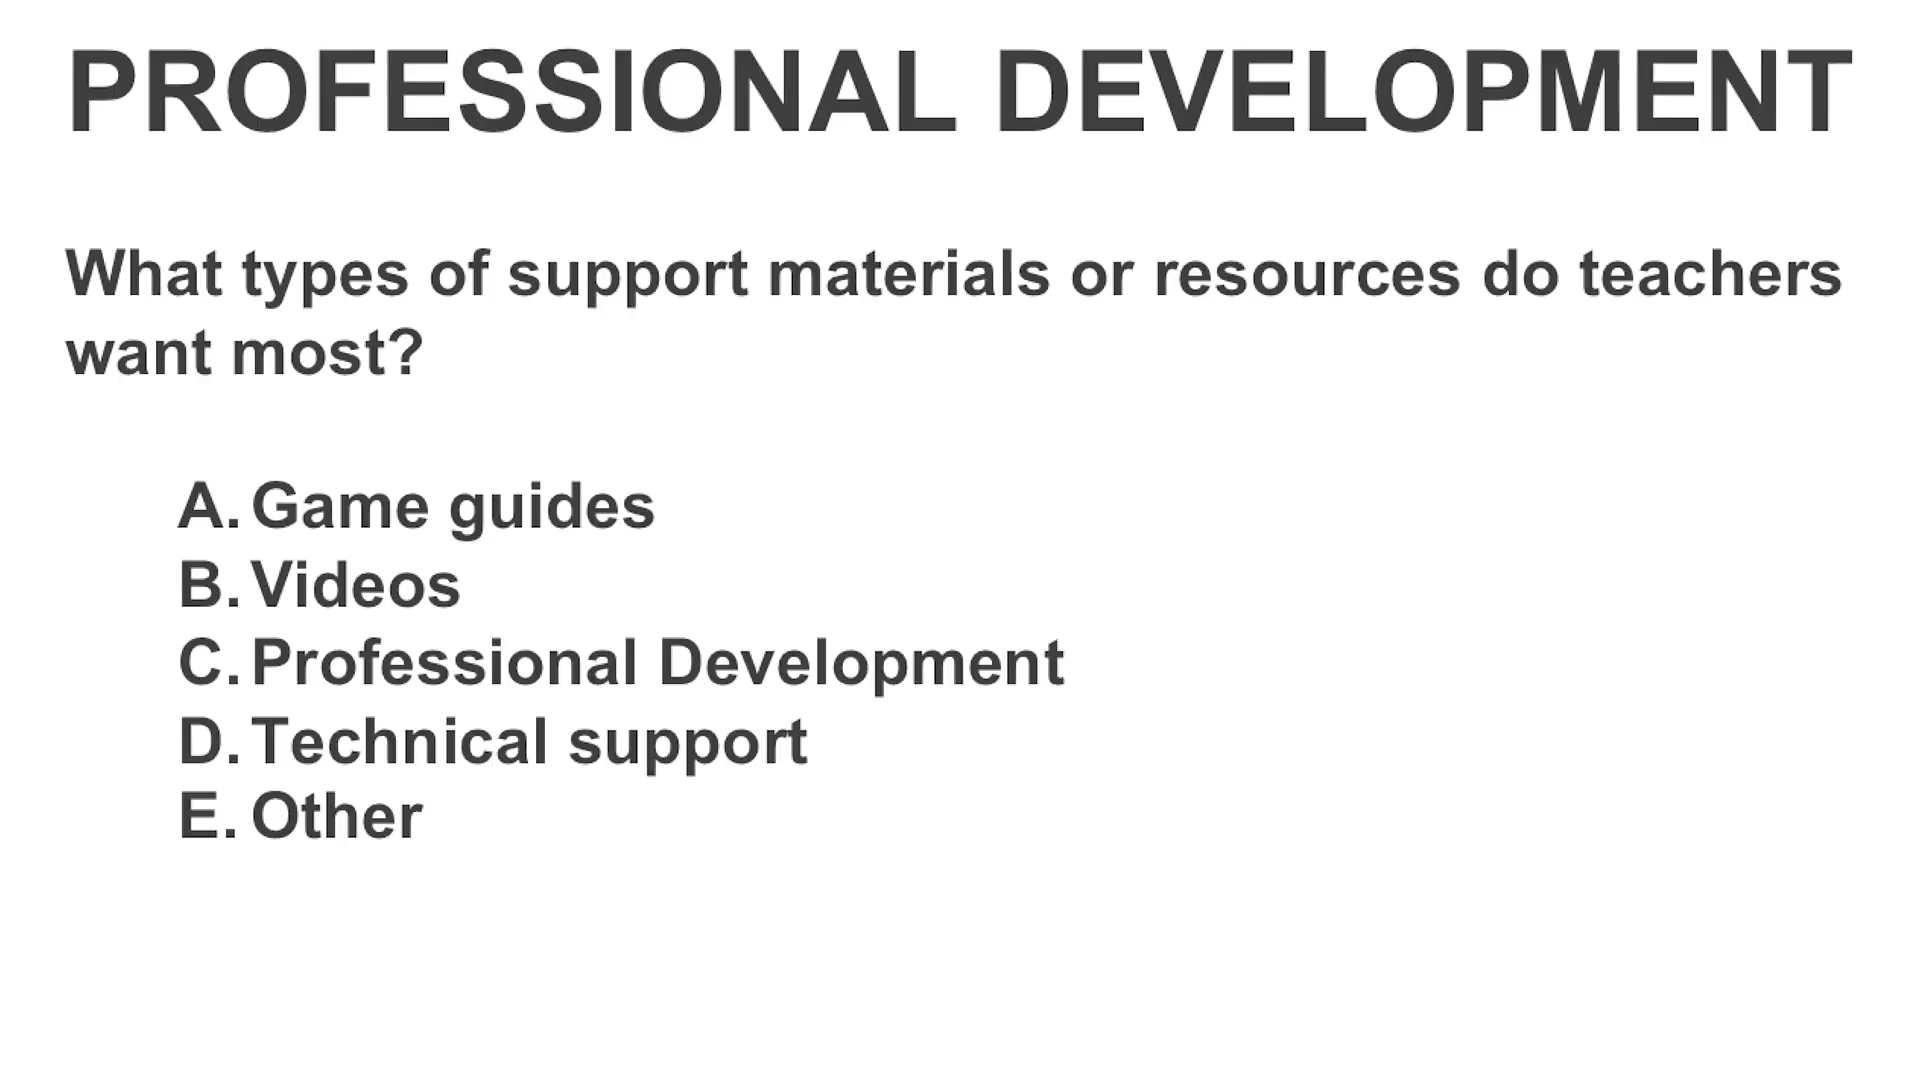 PROFESSIONAL DEVELOPMENT
What types of support materials or resources do teachers
want most?
A. Game guides
B. Videos
C. Professional Development
D. Technical support
E. Other